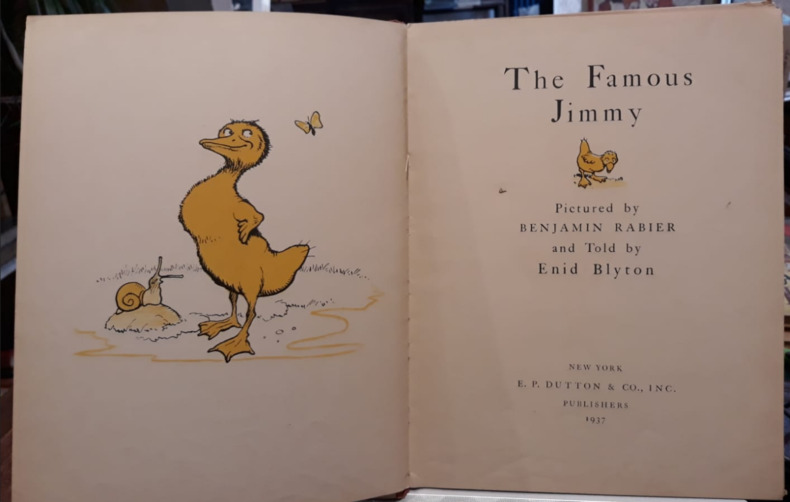 The Famous
Jimmy
Pictured by
BENJAMIN RABIER
and Told by
Enid Blyton
NEW YORK
E. P. DUTTON & CO., INC.
PUBLISHERS
1937